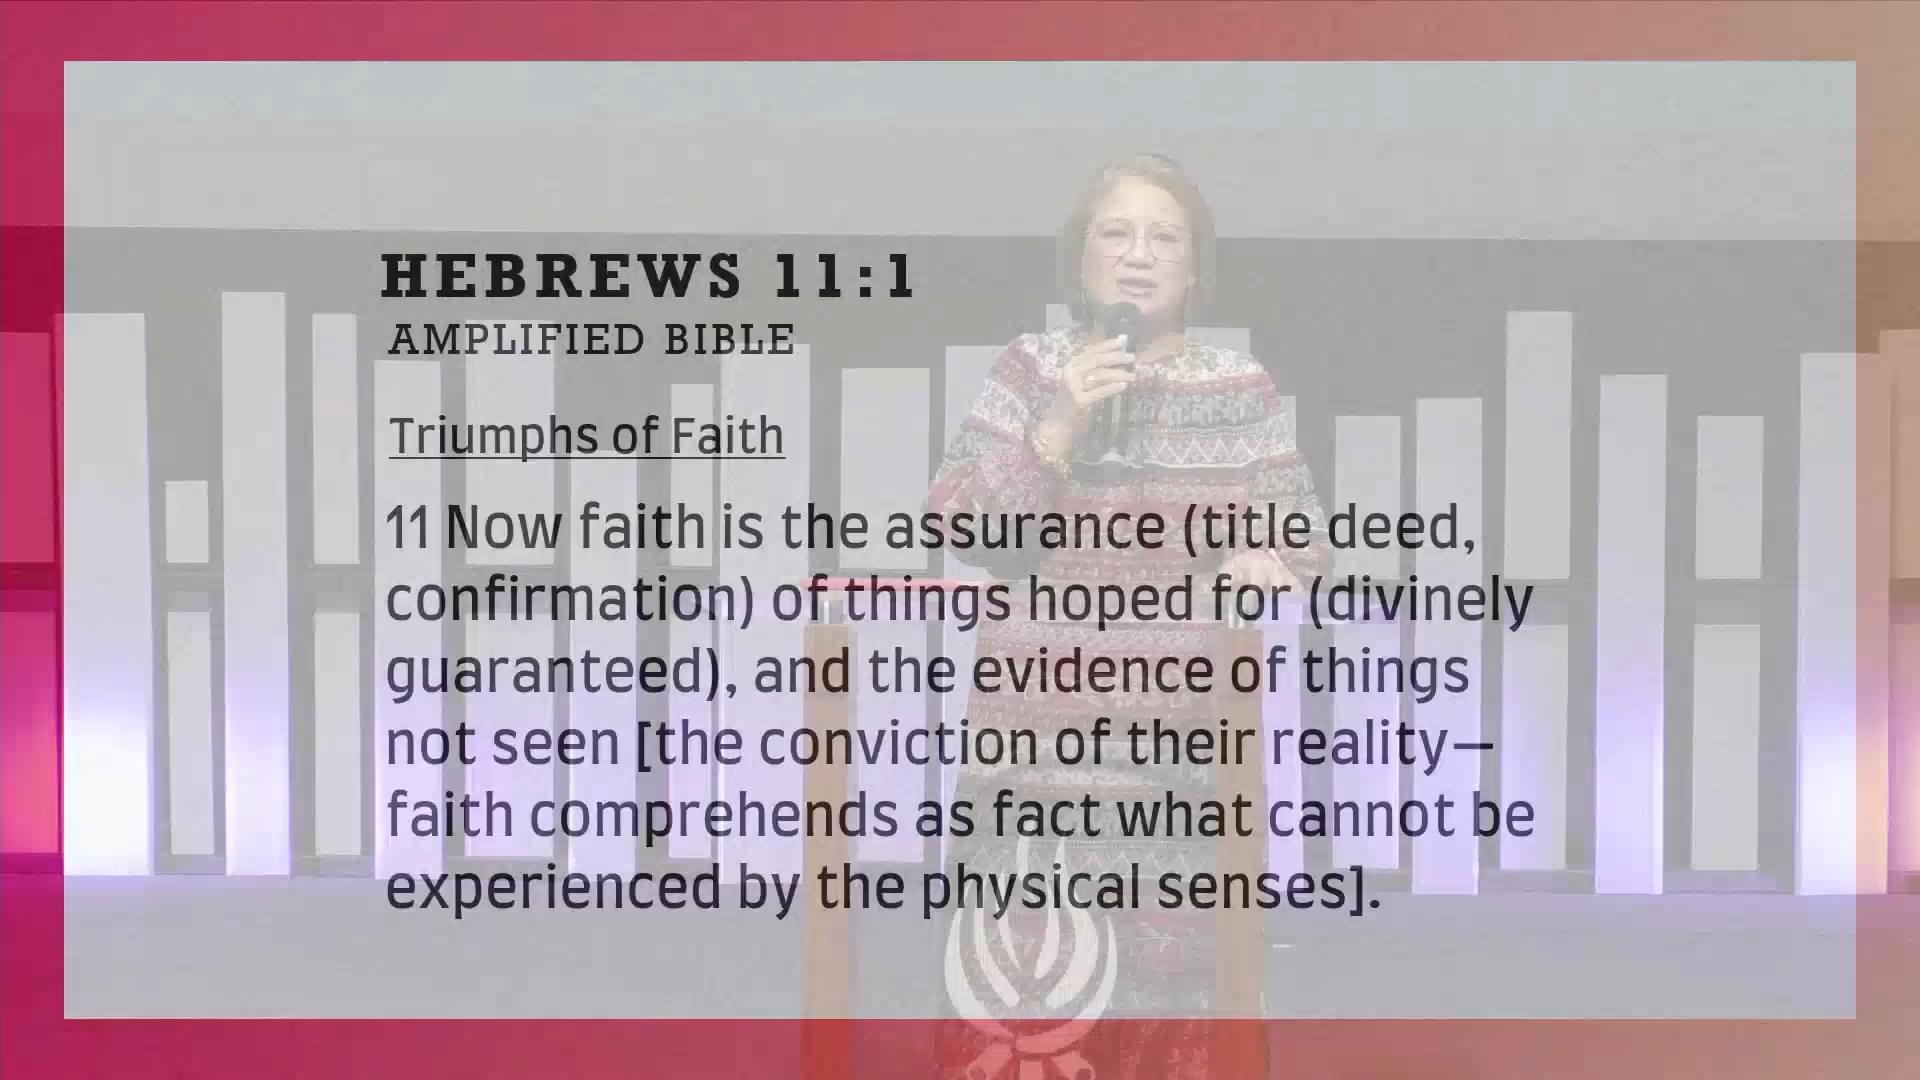 HEBREWS 11:1
AMPLIFIED BIBLE
Triumphs of Faith
11 Now faith is the assurance (title deed,
confirmation) of things hoped for (divinely
guaranteed), and the evidence of things
not seen [the conviction of their reality—
faith comprehends as fact what cannot be
experienced by the physical senses].